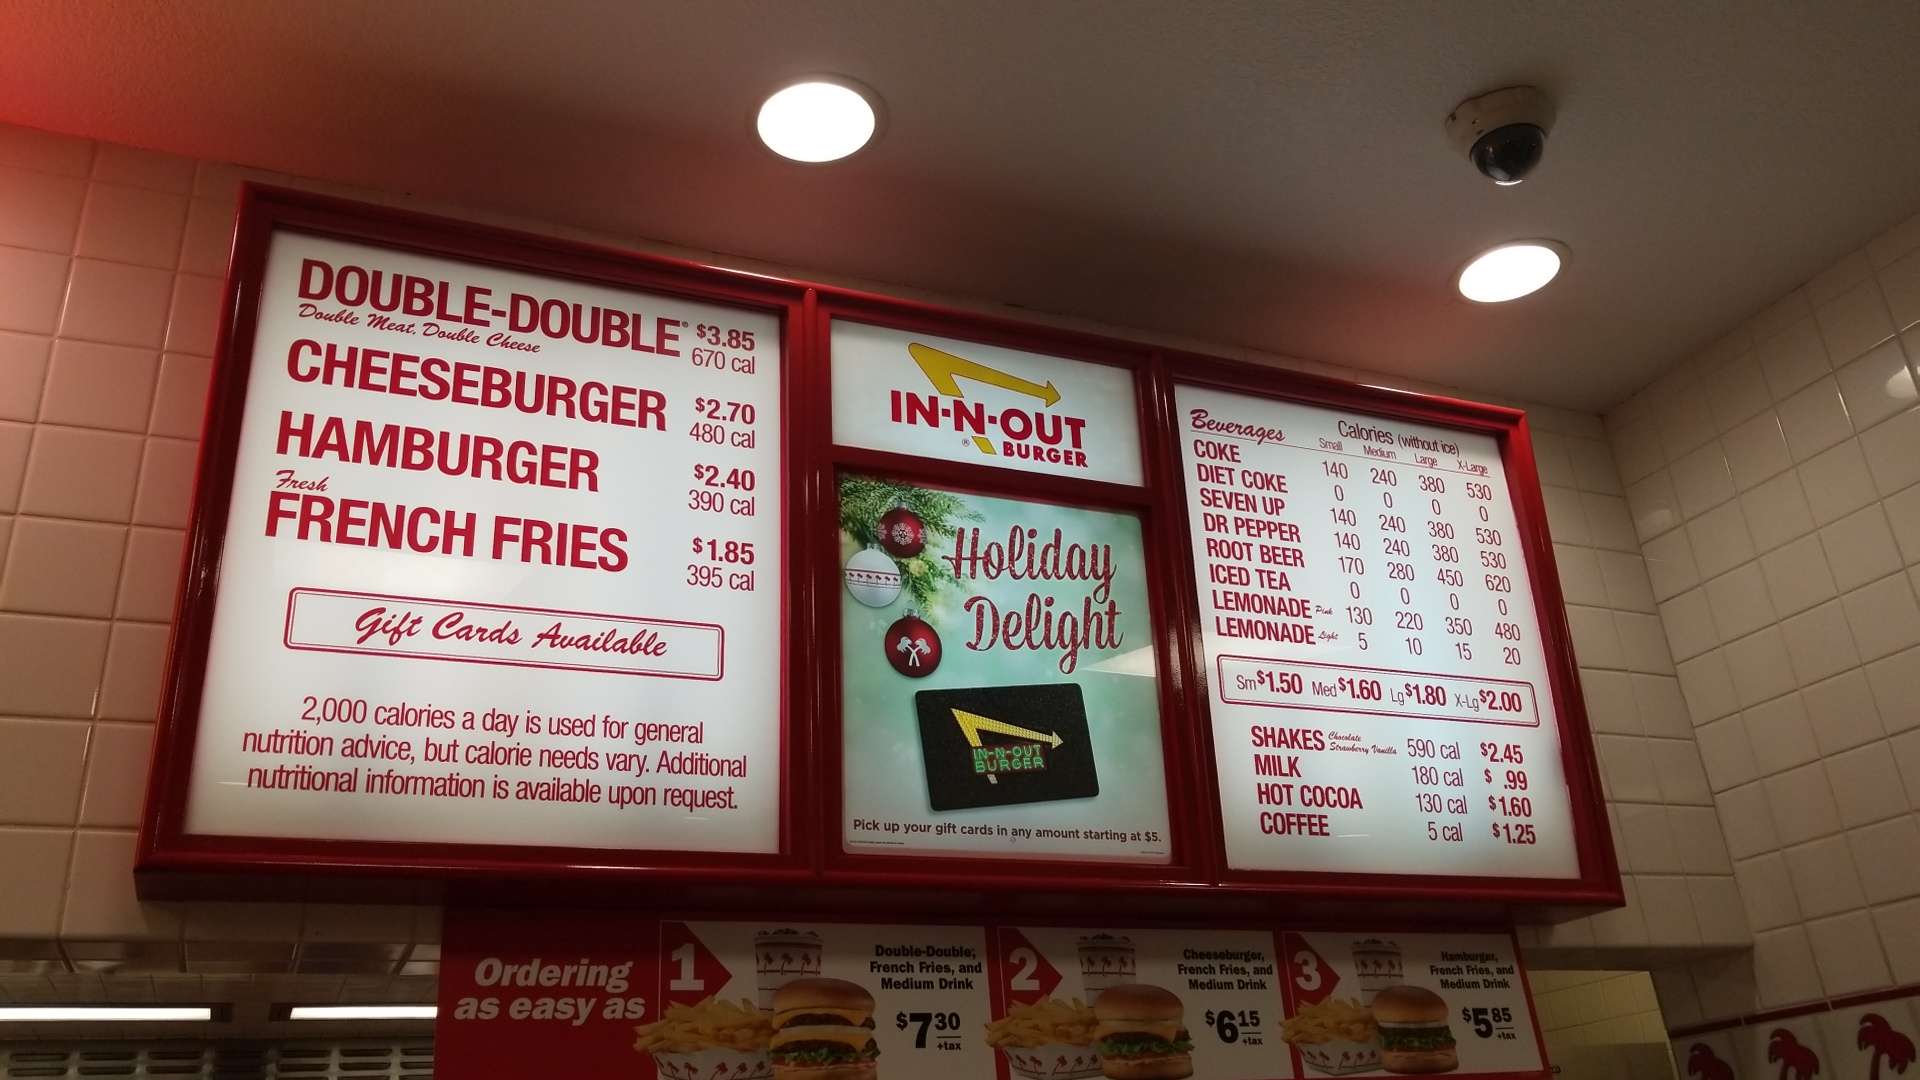 DOUBLE-DOUBLE® $3.85
Double Meat, Double Cheese 670 cal
CHEESEBURGER $2.70
480 cal
HAMBURGER $2.40
390 cal
Fresh
FRENCH FRIES $1.85
395 cal
Gift Cards Available
2,000 calories a day is used for general
nutrition advice, but calorie needs vary. Additional
nutritional information is available upon request.
IN-N-OUT
® BURGER
Holiday
Delight
IN-N-OUT
BURGER
Pick up your gift cards in any amount starting at $5.
Beverages Calories (without ice)
Small Medium Large X-Large
COKE 140 240 380 530
DIET COKE 0 0 0 0
SEVEN UP 140 240 380 530
DR PEPPER 140 240 380 530
ROOT BEER 170 280 450 620
ICED TEA 0 0 0 0
LEMONADE Pink 130 220 350 480
LEMONADE Light 5 10 15 20
Sm $1.50 Med $1.60 Lg $1.80 X-Lg $2.00
SHAKES Chocolate Strawberry Vanilla 590 cal $2.45
MILK 180 cal $ .99
HOT COCOA 130 cal $1.60
COFFEE 5 cal $1.25
Ordering
as easy as
1
Double-Double,
French Fries, and
Medium Drink
$7 30
+tax
2
Cheeseburger,
French Fries, and
Medium Drink
$6 15
+tax
3
Hamburger,
French Fries, and
Medium Drink
$5 85
+tax